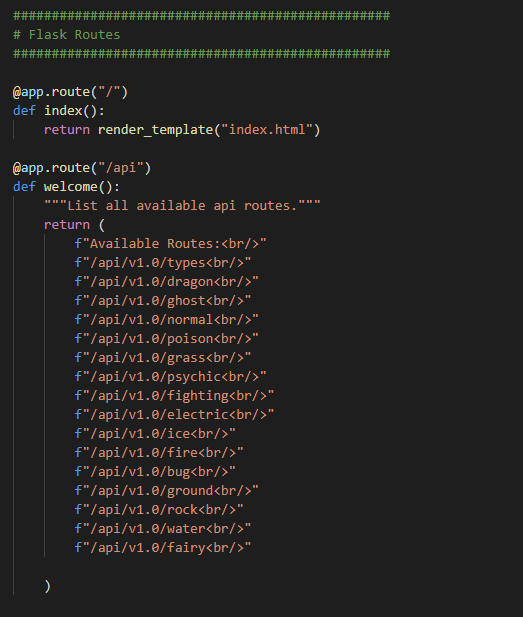 #################################################
# Flask Routes
#################################################
@app.route("/")
def index():
    return render_template("index.html")
@app.route("/api")
def welcome():
    """List all available api routes."""
    return (
        f"Available Routes:<br/>"
        f"/api/v1.0/types<br/>"
        f"/api/v1.0/dragon<br/>"
        f"/api/v1.0/ghost<br/>"
        f"/api/v1.0/normal<br/>"
        f"/api/v1.0/poison<br/>"
        f"/api/v1.0/grass<br/>"
        f"/api/v1.0/psychic<br/>"
        f"/api/v1.0/fighting<br/>"
        f"/api/v1.0/electric<br/>"
        f"/api/v1.0/ice<br/>"
        f"/api/v1.0/fire<br/>"
        f"/api/v1.0/bug<br/>"
        f"/api/v1.0/ground<br/>"
        f"/api/v1.0/rock<br/>"
        f"/api/v1.0/water<br/>"
        f"/api/v1.0/fairy<br/>"
    )